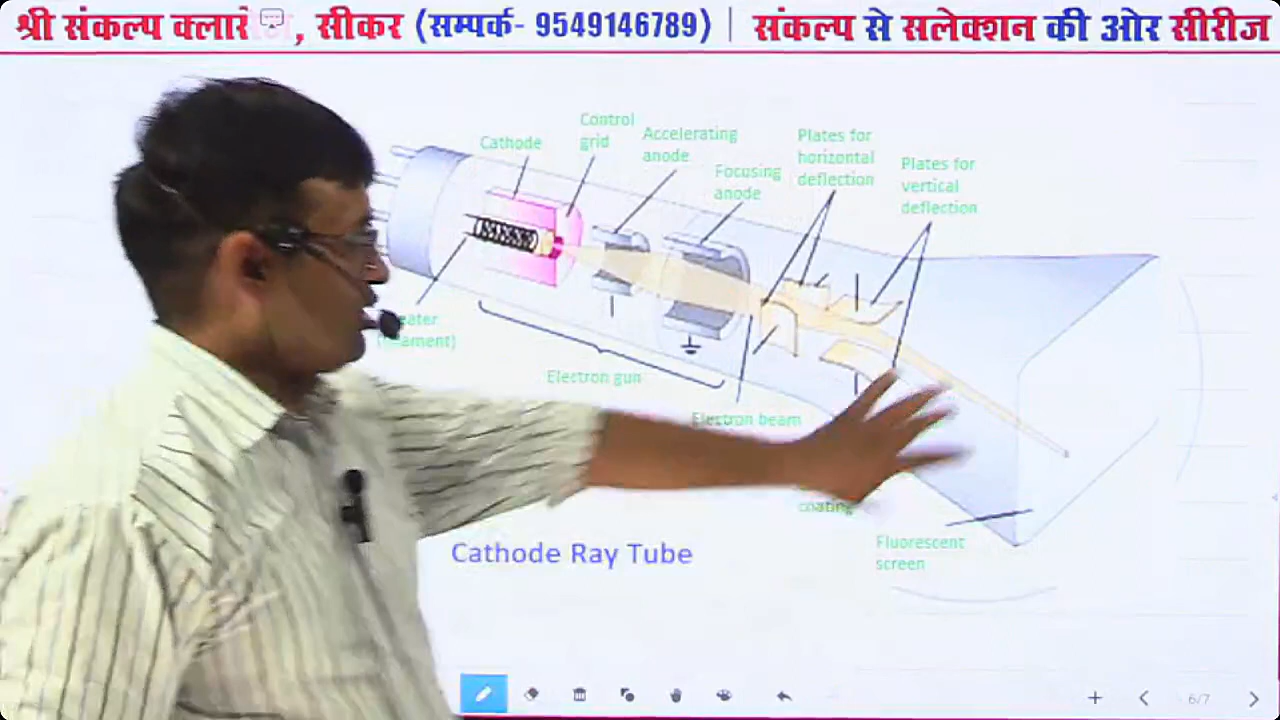 श्री संकल्प क्ला , सीकर (सम्पर्क- 9549146789) | संकल्प से सलेक्शन की ओर सीरीज
Cathode
Control
grid
Accelerating
anode
Focusing
anode
Plates for
horizontal
deflection
Plates for
vertical
deflection
Electron gun
Electron beam
coating
Fluorescent
screen
Cathode Ray Tube
6/7